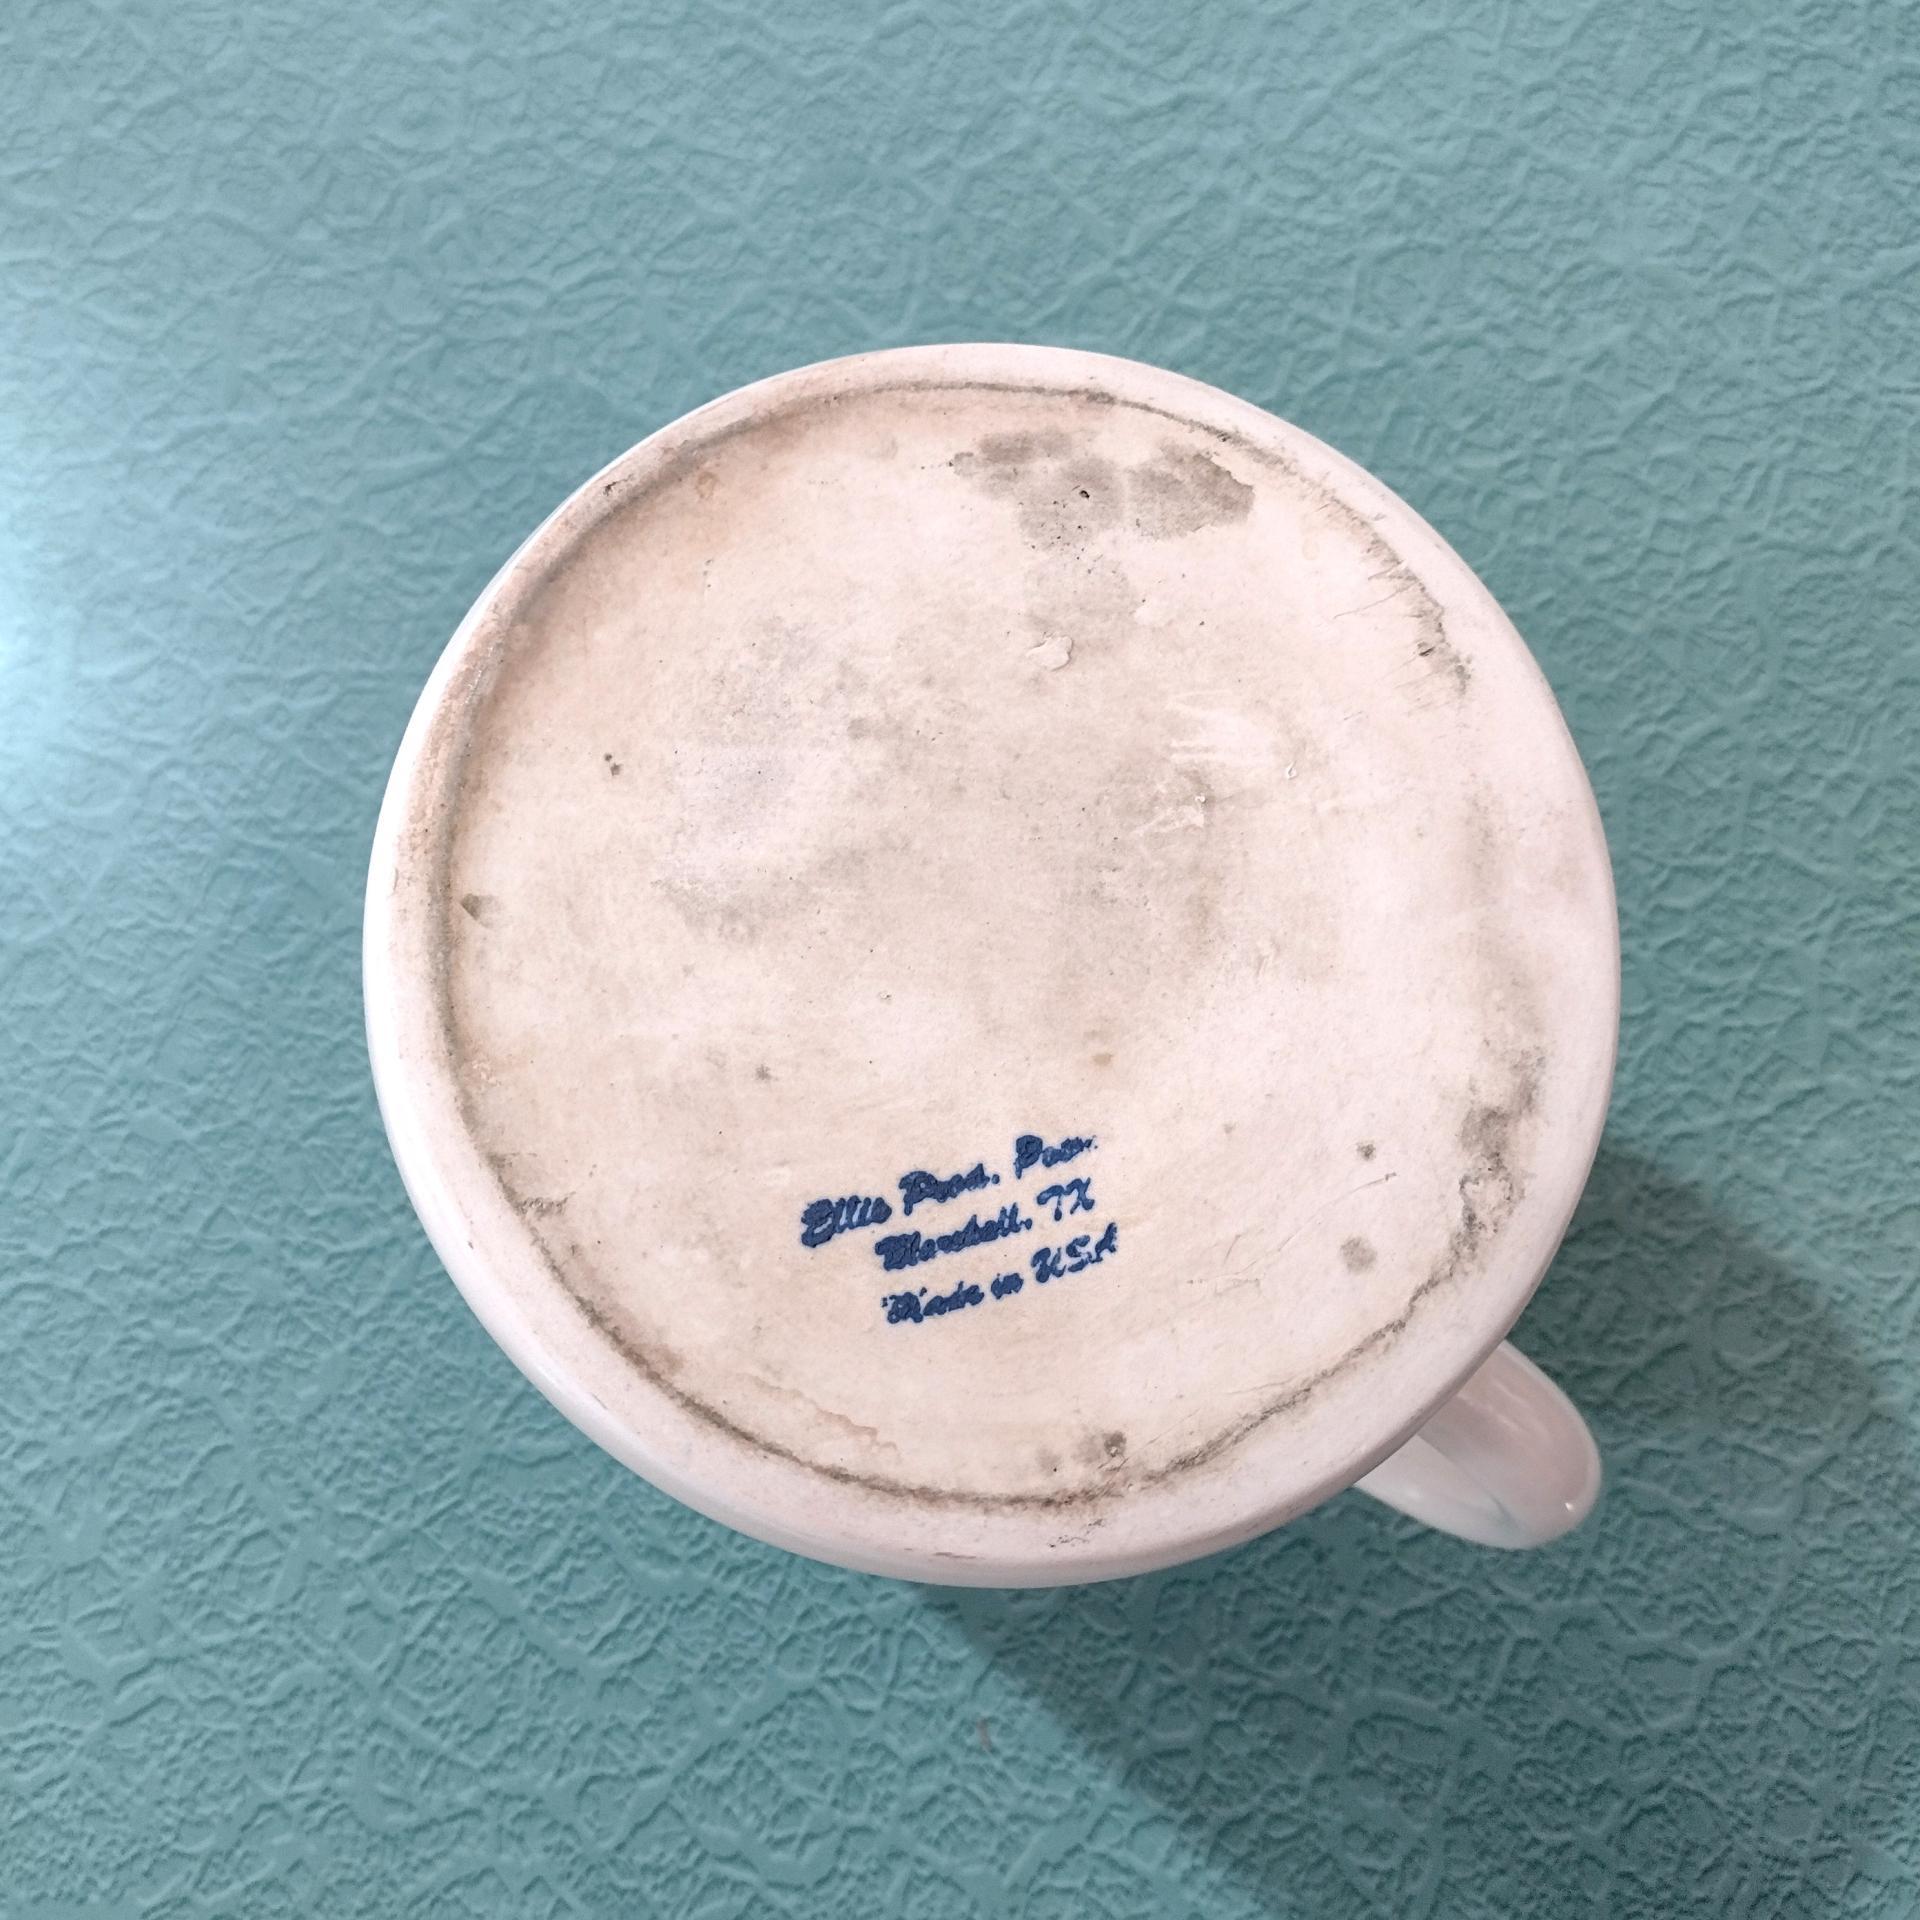 Ellis Prod. Pott.
Marshall, TX
Made in USA